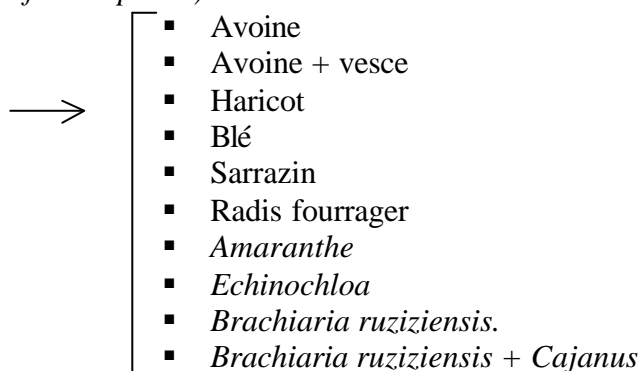 ▪ Avoine
▪ Avoine + vesce
▪ Haricot
▪ Blé
▪ Sarrazin
▪ Radis fourrager
▪ Amaranthe
▪ Echinochloa
▪ Brachiaria ruziziensis.
▪ Brachiaria ruziziensis + Cajanus